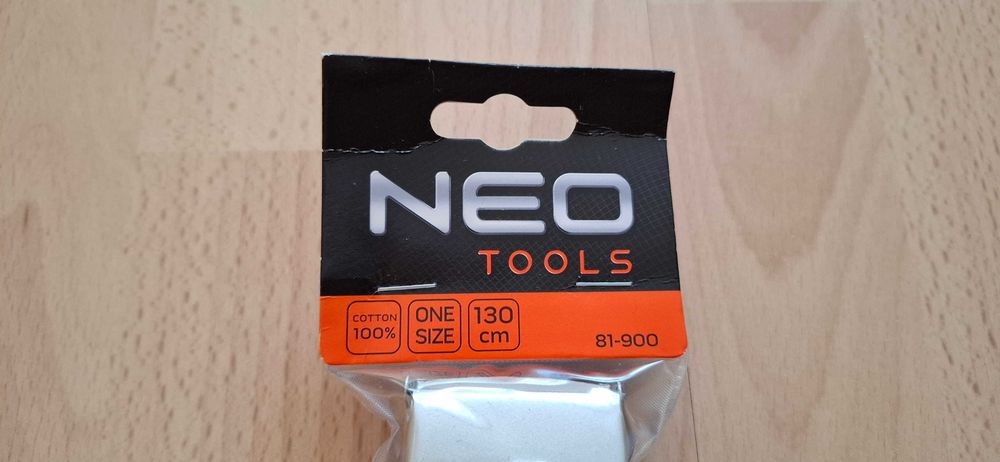 NEO
TOOLS
COTTON
100%
ONE
SIZE
130
cm
81-900